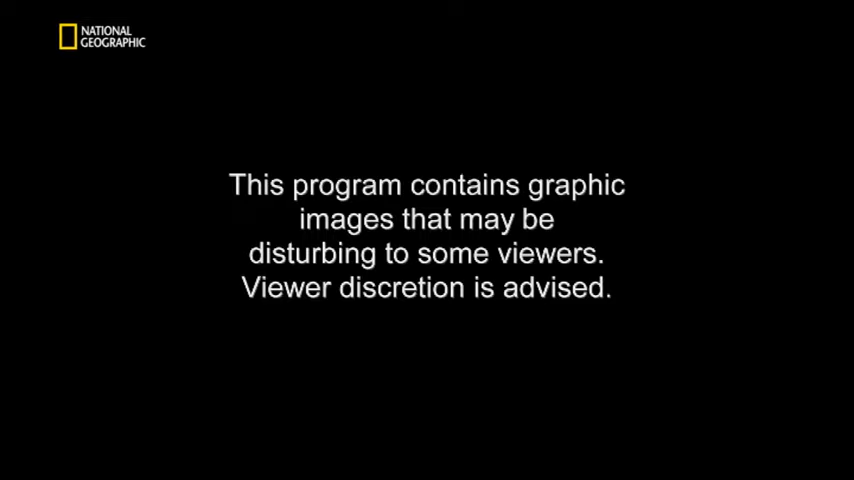 NATIONAL
GEOGRAPHIC
This program contains graphic
images that may be
disturbing to some viewers.
Viewer discretion is advised.